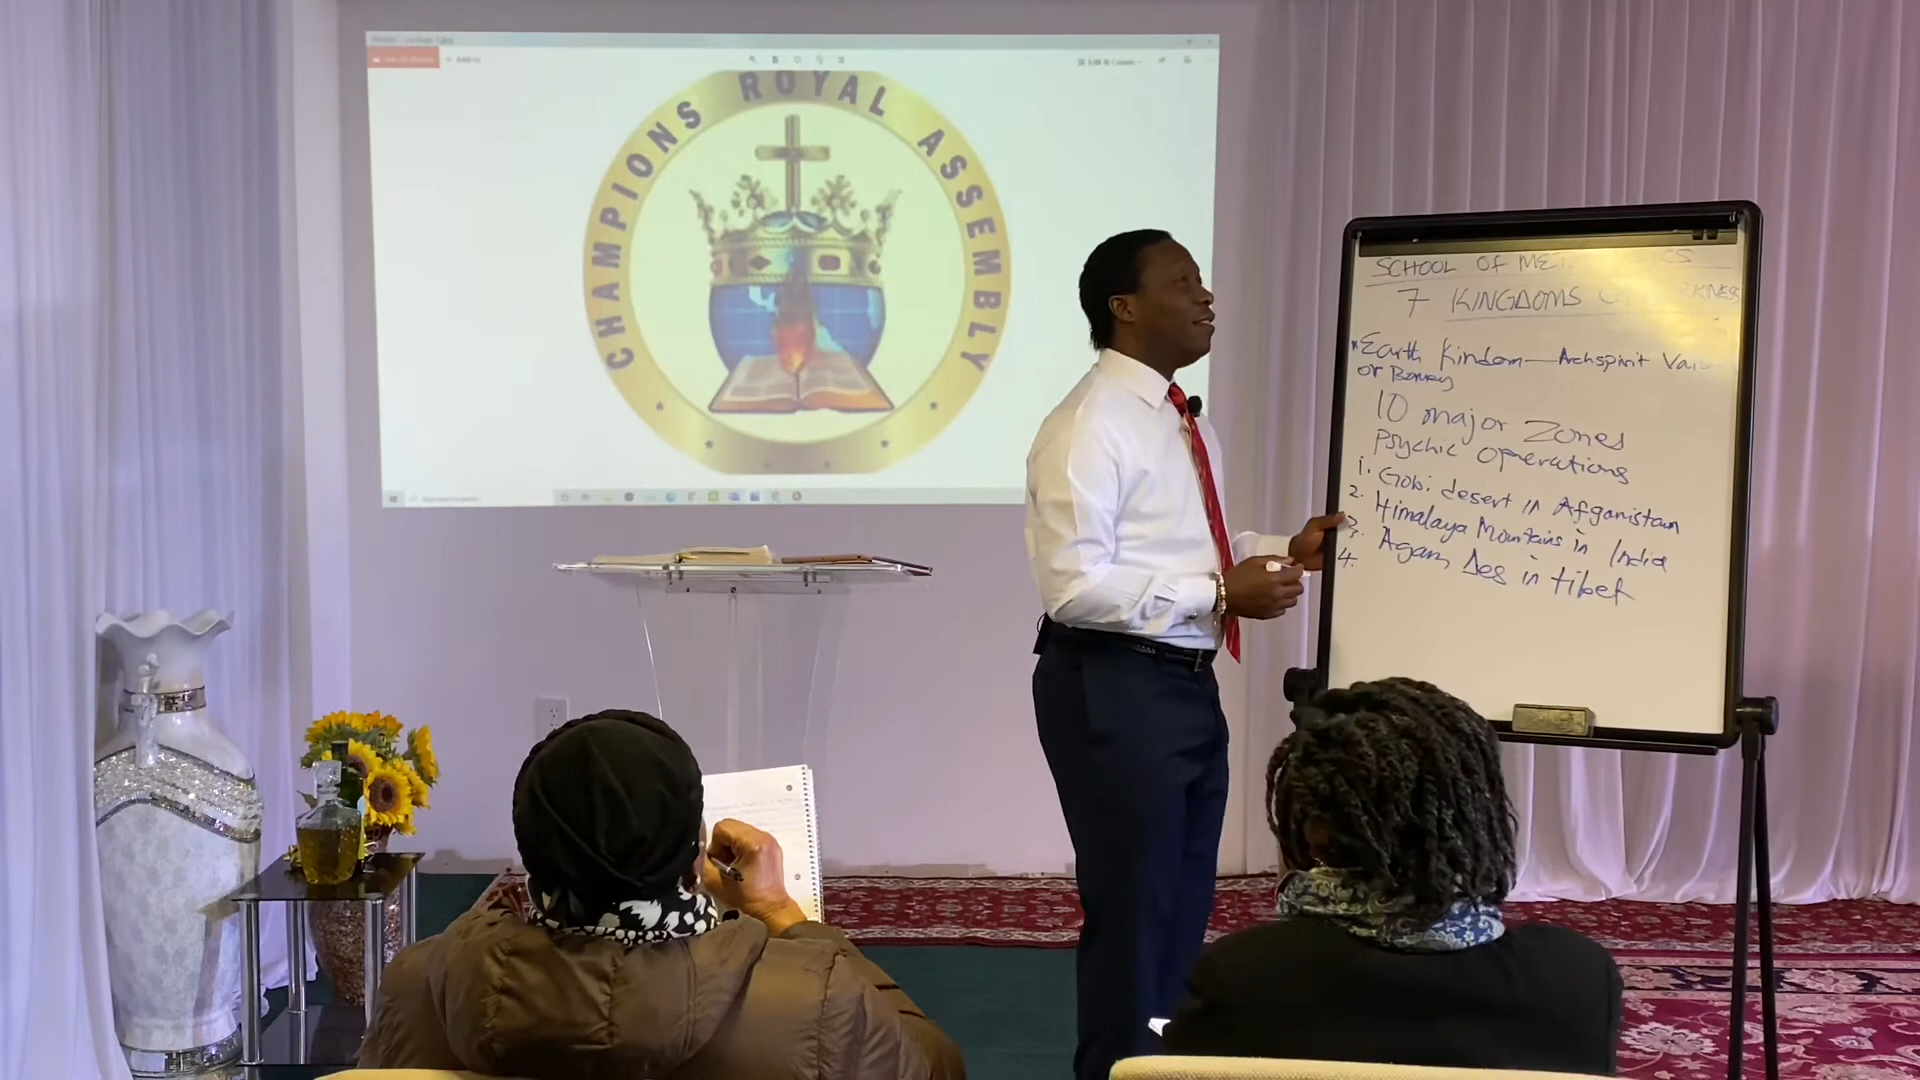 CHAMPIONS ROYAL ASSEMBLY
SCHOOL OF
7 KINGDOMS
Earth Kindom — Archspirit
or
10 major Zones
Psychic operations
1. Gobi desert in Afganistan
2. Himalaya Mountains in India
3. Agam Des in tibet
4.